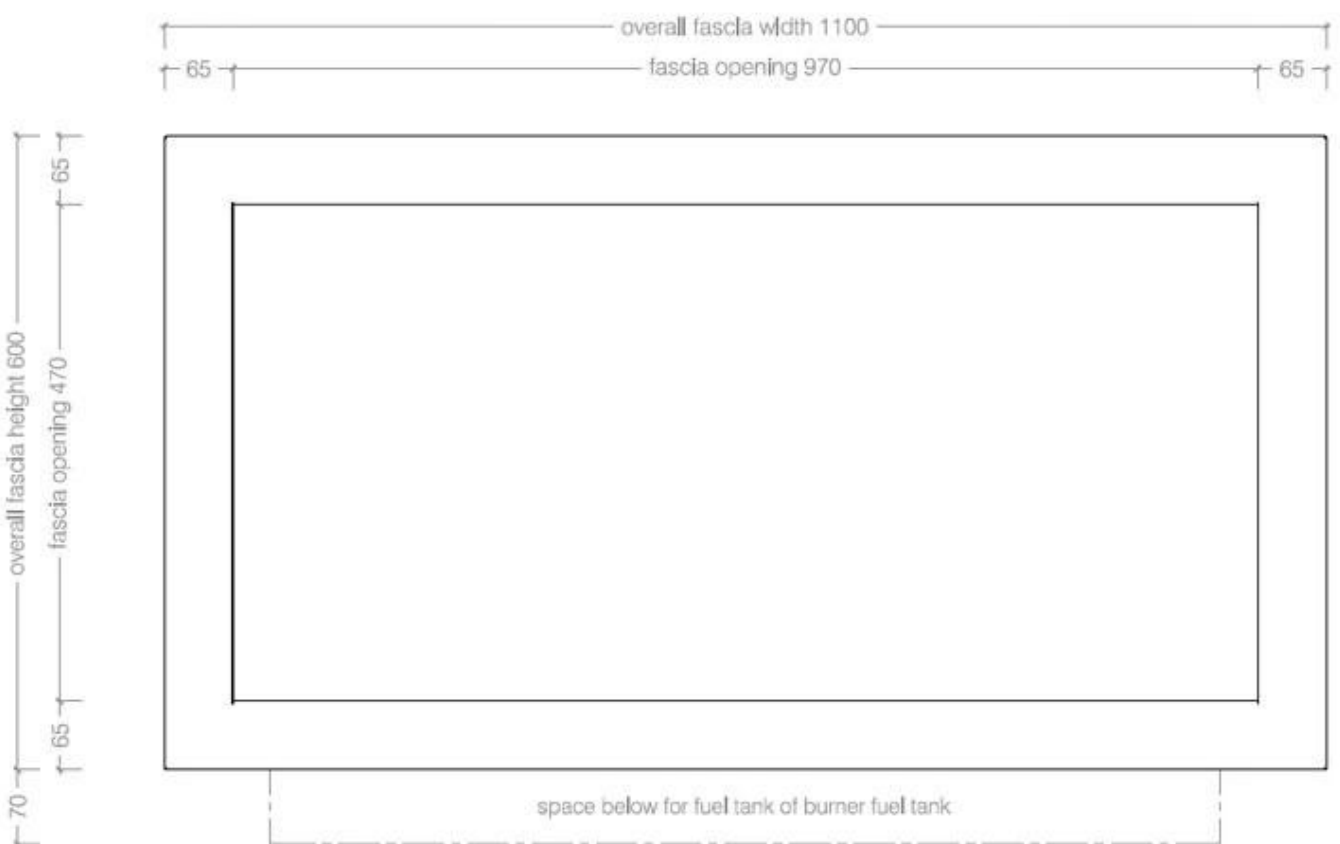 overall fascia width 1100
65
fascia opening 970
65
overall fascia height 600
fascia opening 470
65
65
70
space below for fuel tank of burner fuel tank